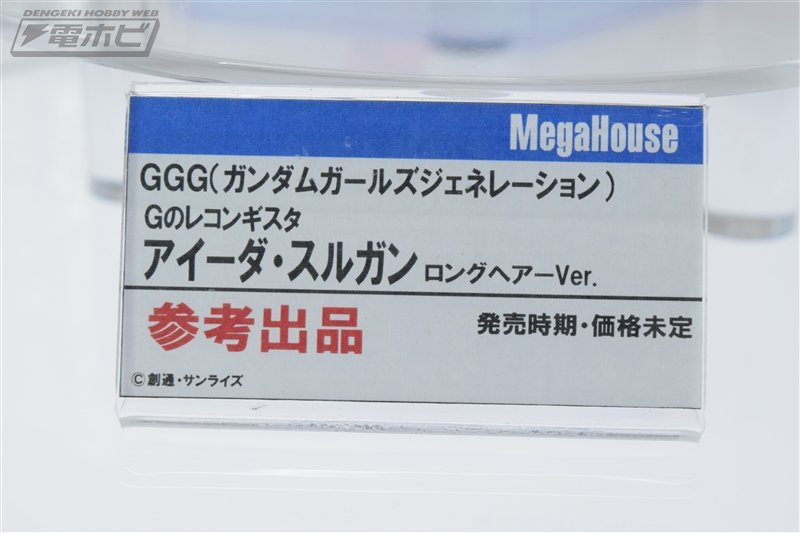 DENGEKI HOBBY WEB
電ホビ
MegaHouse
GGG(ガンダムガールズジェネレーション)
Gのレコンギスタ
アイーダ・スルガン ロングヘアーVer.
参考出品 発売時期・価格未定
©創通・サンライズ